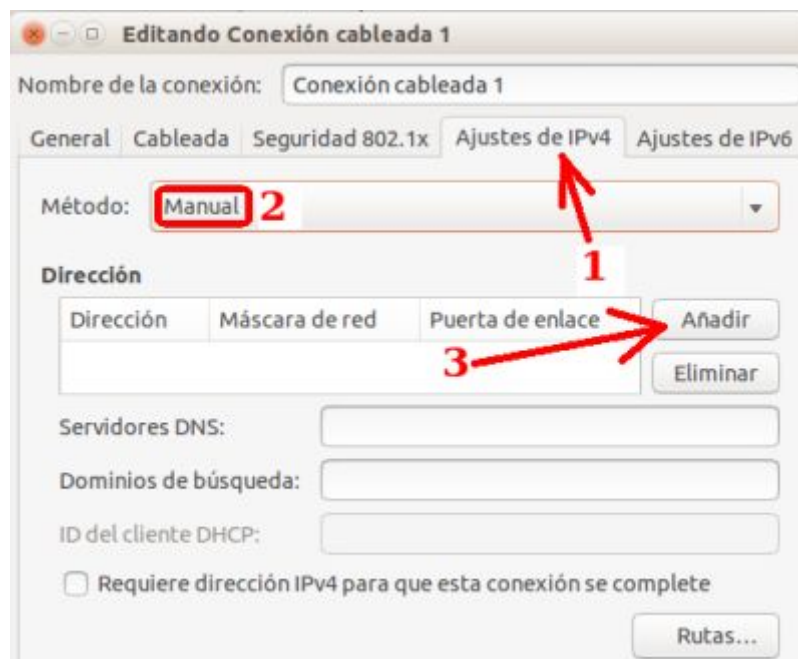 Editando Conexión cableada 1
Nombre de la conexión: Conexión cableada 1
General Cableada Seguridad 802.1x Ajustes de IPv4 Ajustes de IPv6
Método: Manual 2
1
Dirección
Dirección Máscara de red Puerta de enlace Añadir
3
Eliminar
Servidores DNS:
Dominios de búsqueda:
ID del cliente DHCP:
Requiere dirección IPv4 para que esta conexión se complete
Rutas...